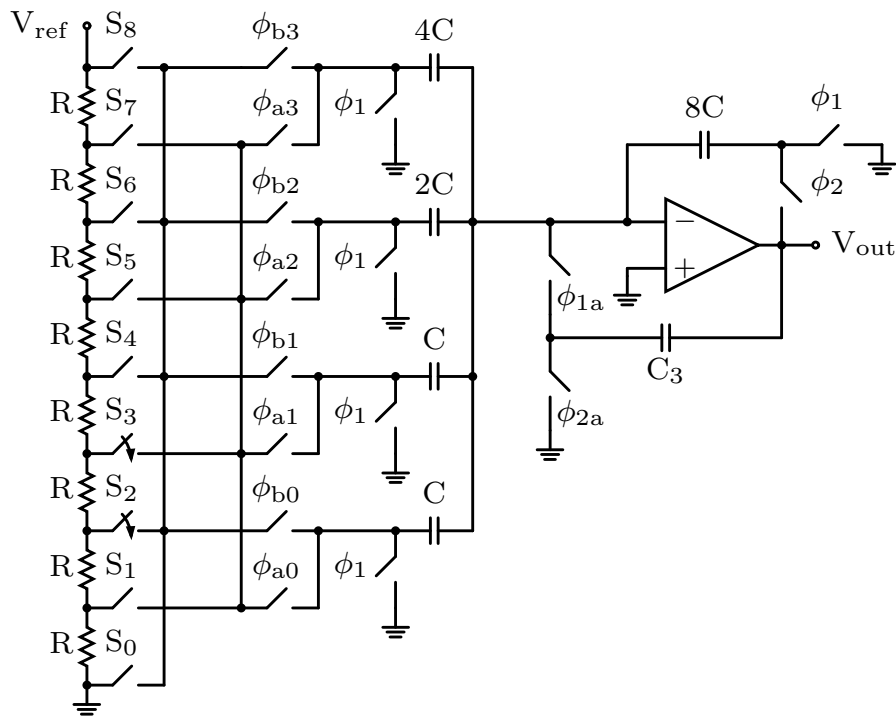 V_ref S_8 ϕ_b3 4C
R S_7 ϕ_a3 ϕ_1 8C ϕ_1
R S_6 ϕ_b2 2C ϕ_2
R S_5 ϕ_a2 ϕ_1 − + V_out
R S_4 ϕ_b1 C ϕ_1a C_3
R S_3 ϕ_a1 ϕ_1 ϕ_2a
R S_2 ϕ_b0 C
R S_1 ϕ_a0 ϕ_1
R S_0